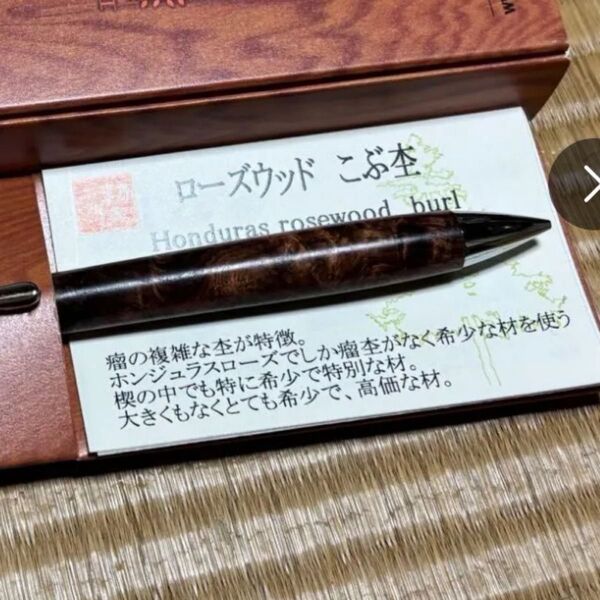 ローズウッド こぶ杢
Honduras rosewood burl
瘤の複雑な杢が特徴。
ホンジュラスローズでしか瘤杢がなく希少な材を使う
楔の中でも特に希少で特別な材。
大きくもなくとても希少で、高価な材。